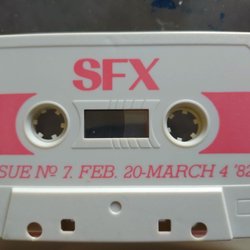 SFX
SUE Nº 7. FEB. 20-MARCH 4 '82